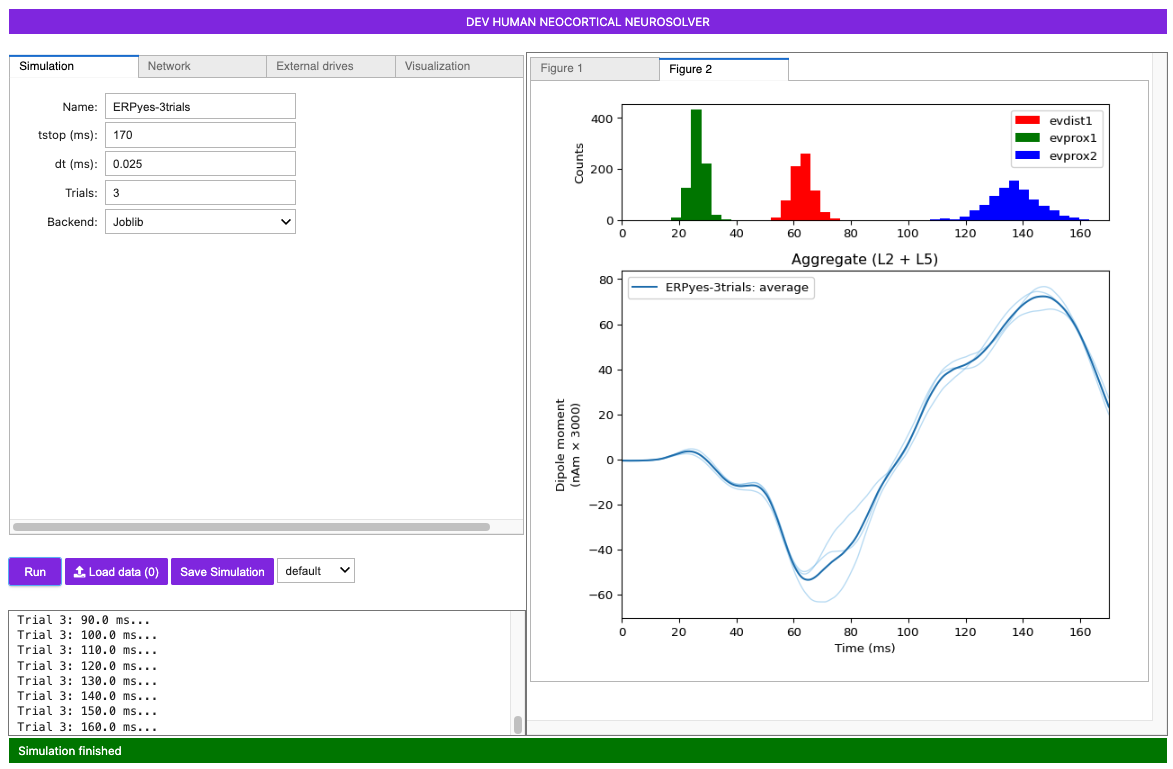 DEV HUMAN NEOCORTICAL NEUROSOLVER
Simulation
Network
External drives
Visualization
Name: ERPyes-3trials
tstop (ms): 170
dt (ms): 0.025
Trials: 3
Backend: Joblib
Run
Load data (0)
Save Simulation
default
Trial 3: 90.0 ms...
Trial 3: 100.0 ms...
Trial 3: 110.0 ms...
Trial 3: 120.0 ms...
Trial 3: 130.0 ms...
Trial 3: 140.0 ms...
Trial 3: 150.0 ms...
Trial 3: 160.0 ms...
Figure 1
Figure 2
Counts
400
200
0
evdist1
evprox1
evprox2
0 20 40 60 80 100 120 140 160
Aggregate (L2 + L5)
ERPyes-3trials: average
Dipole moment
(nAm × 3000)
80
60
40
20
0
−20
−40
−60
0 20 40 60 80 100 120 140 160
Time (ms)
Simulation finished